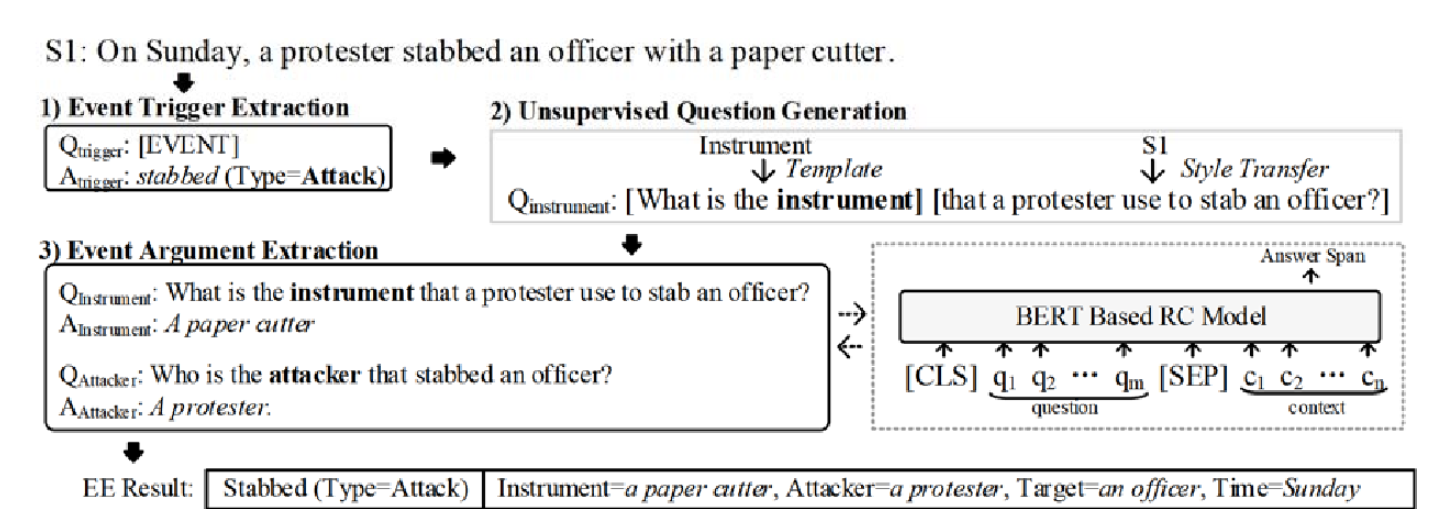 S1: On Sunday, a protester stabbed an officer with a paper cutter.
1) Event Trigger Extraction
Qtrigger: [EVENT]
Atrigger: stabbed (Type=Attack)
2) Unsupervised Question Generation
Instrument S1
Template Style Transfer
Qinstrument: [What is the instrument] [that a protester use to stab an officer?]
3) Event Argument Extraction
QInstrument: What is the instrument that a protester use to stab an officer?
AInstrument: A paper cutter
QAttacker: Who is the attacker that stabbed an officer?
AAttacker: A protester.
Answer Span
BERT Based RC Model
[CLS] q1 q2 ··· qm [SEP] c1 c2 ··· cn
question context
EE Result: Stabbed (Type=Attack) Instrument=a paper cutter, Attacker=a protester, Target=an officer, Time=Sunday